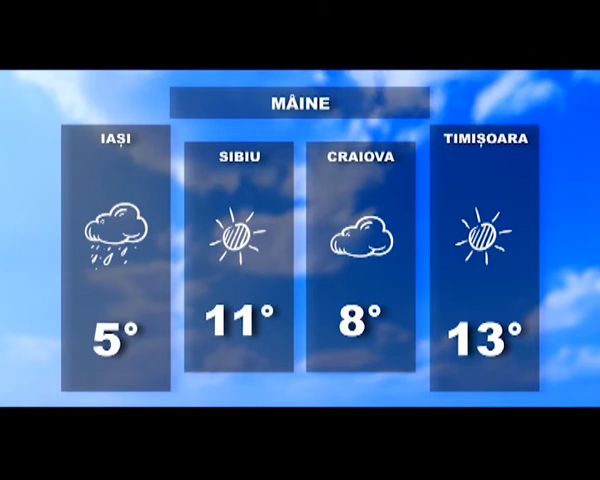 MÂINE
IAȘI
SIBIU
CRAIOVA
TIMIȘOARA
5°
11°
8°
13°